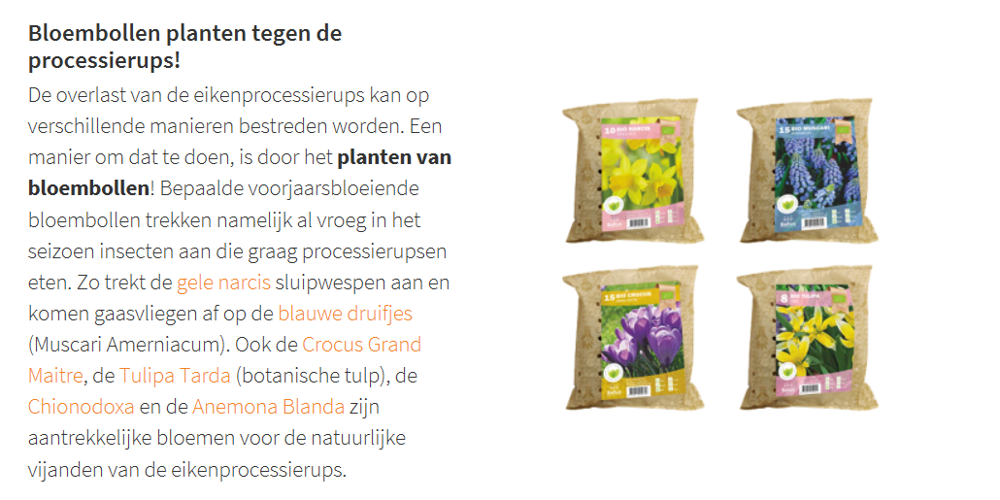 Bloembollen planten tegen de
processierups!
De overlast van de eikenprocessierups kan op
verschillende manieren bestreden worden. Een
manier om dat te doen, is door het planten van
bloembollen! Bepaalde voorjaarsbloeiende
bloembollen trekken namelijk al vroeg in het
seizoen insecten aan die graag processierupsen
eten. Zo trekt de gele narcis sluipwespen aan en
komen gaasvliegen af op de blauwe druifjes
(Muscari Amerniacum). Ook de Crocus Grand
Maitre, de Tulipa Tarda (botanische tulp), de
Chionodoxa en de Anemona Blanda zijn
aantrekkelijke bloemen voor de natuurlijke
vijanden van de eikenprocessierups.
10 BIO NARCIS
15 BIO MUSCARI
15 BIO CROCUS
8 BIO TULIPA